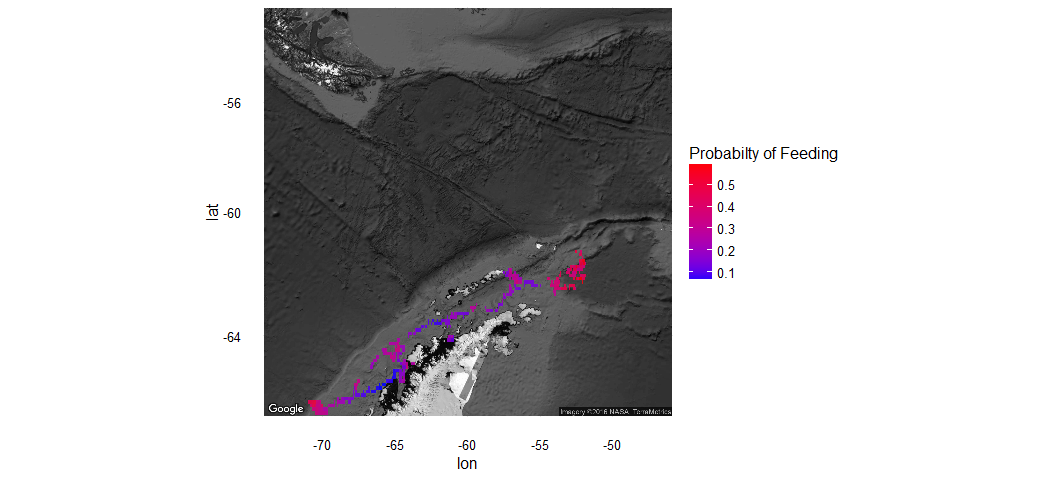 -56
-60
-64
lat
-70
-65
-60
-55
-50
lon
Google
Imagery ©2016 NASA, TerraMetrics
Probabilty of Feeding
0.5
0.4
0.3
0.2
0.1